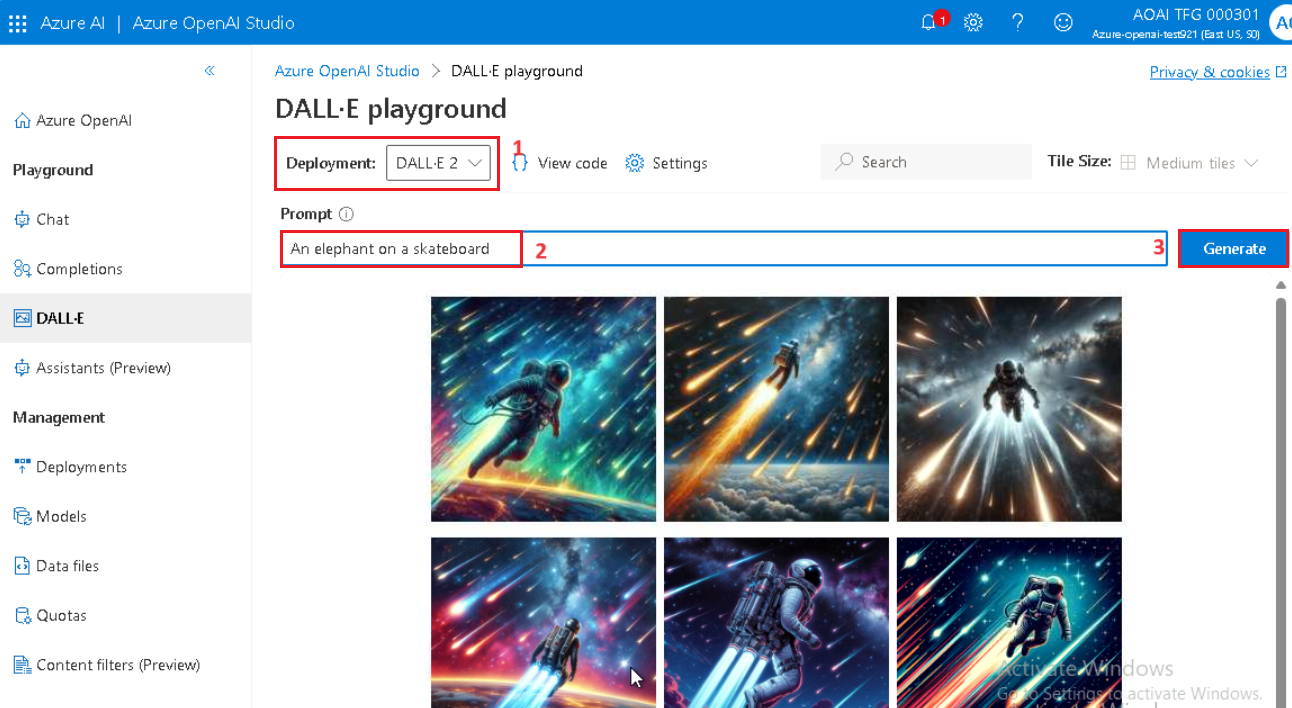 Azure AI | Azure OpenAI Studio
1
AOAI TFG 000301
Azure-openai-test921 (East US, S0)
Azure OpenAI Studio > DALL·E playground
Privacy & cookies
DALL·E playground
Azure OpenAI
Playground
Chat
Completions
DALL·E
Assistants (Preview)
Management
Deployments
Models
Data files
Quotas
Content filters (Preview)
Deployment: DALL·E 2
1
{} View code
Settings
Search
Tile Size: Medium tiles
Prompt
An elephant on a skateboard
2
3
Generate
Activate Windows
Go to Settings to activate Windows.